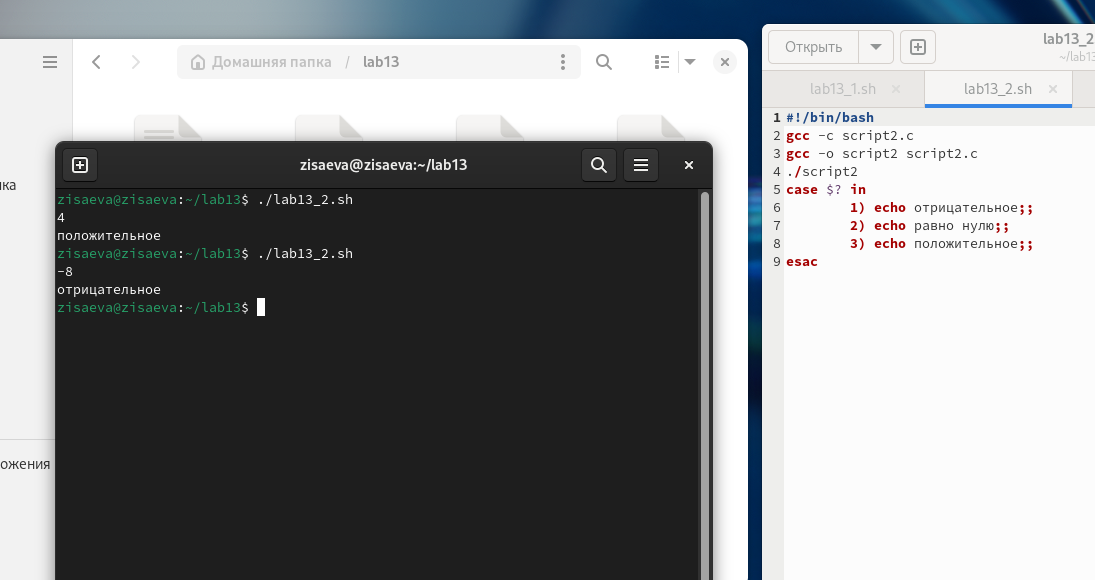 Домашняя папка / lab13
zisaeva@zisaeva:~/lab13
zisaeva@zisaeva:~/lab13$ ./lab13_2.sh
4
положительное
zisaeva@zisaeva:~/lab13$ ./lab13_2.sh
-8
отрицательное
zisaeva@zisaeva:~/lab13$
ожения
Открыть
lab13_2
~/lab13
lab13_1.sh
lab13_2.sh
1 #!/bin/bash
2 gcc -c script2.c
3 gcc -o script2 script2.c
4 ./script2
5 case $? in
6 1) echo отрицательное;;
7 2) echo равно нулю;;
8 3) echo положительное;;
9 esac